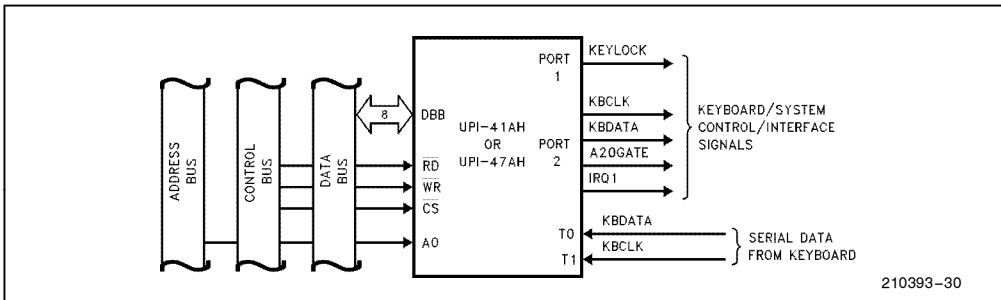 ADDRESS
BUS
CONTROL
BUS
DATA
BUS
8
DBB
RD
WR
CS
A0
UPI-41AH
OR
UPI-47AH
PORT
1
PORT
2
T0
T1
KEYLOCK
KBCLK
KBDATA
A20GATE
IRQ1
KEYBOARD/SYSTEM
CONTROL/INTERFACE
SIGNALS
KBDATA
KBCLK
SERIAL DATA
FROM KEYBOARD
210393-30